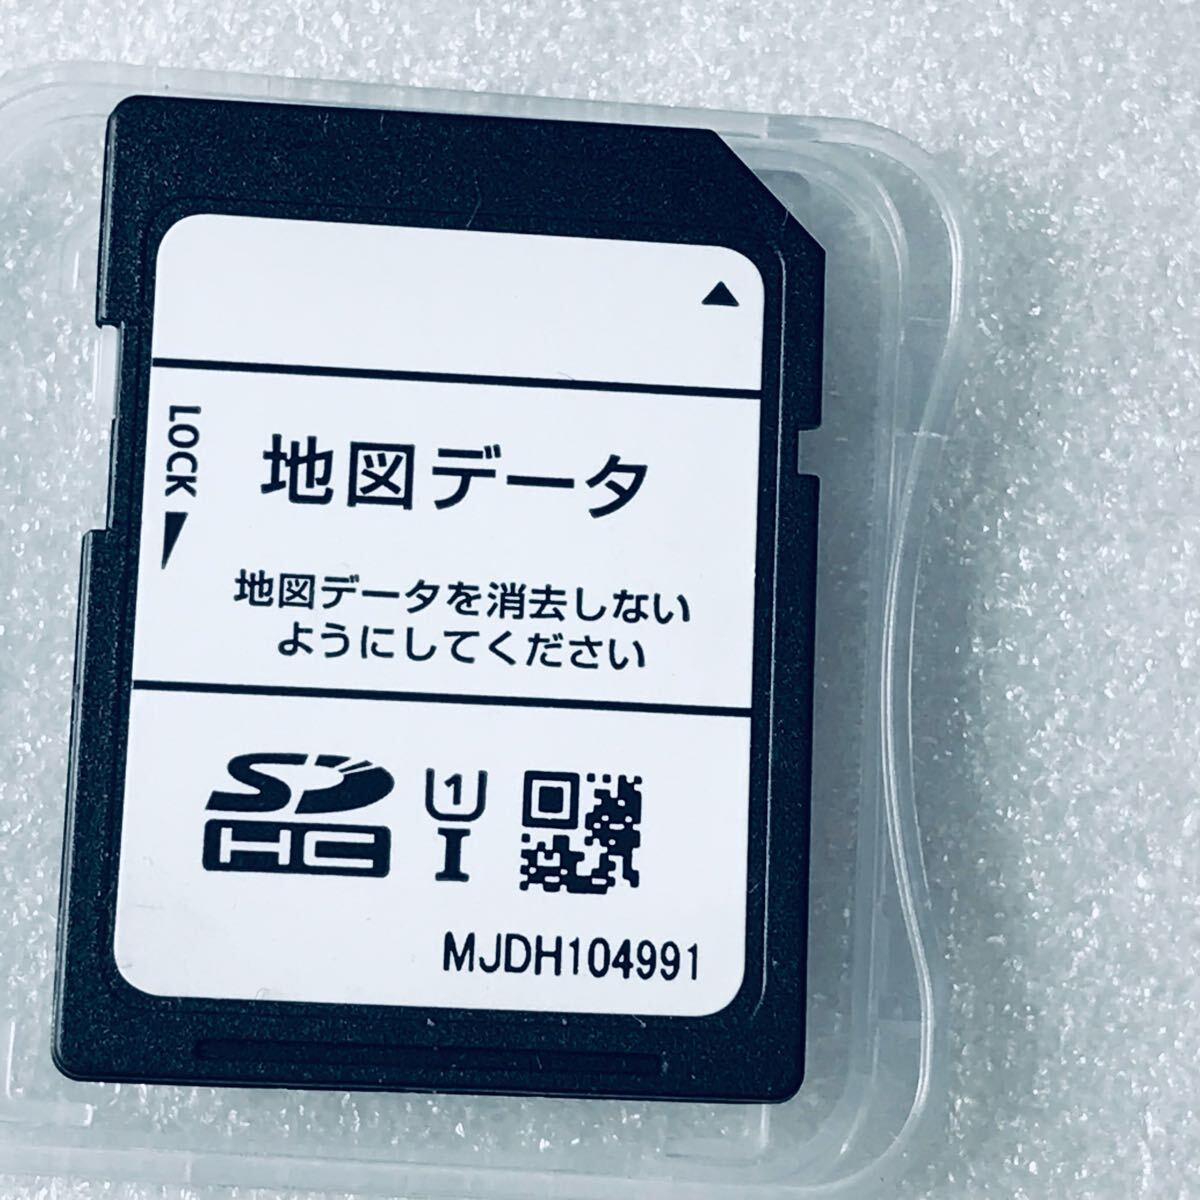 LOCK
地図データ
地図データを消去しない
ようにしてください
SD
HC
1
I
MJDH104991